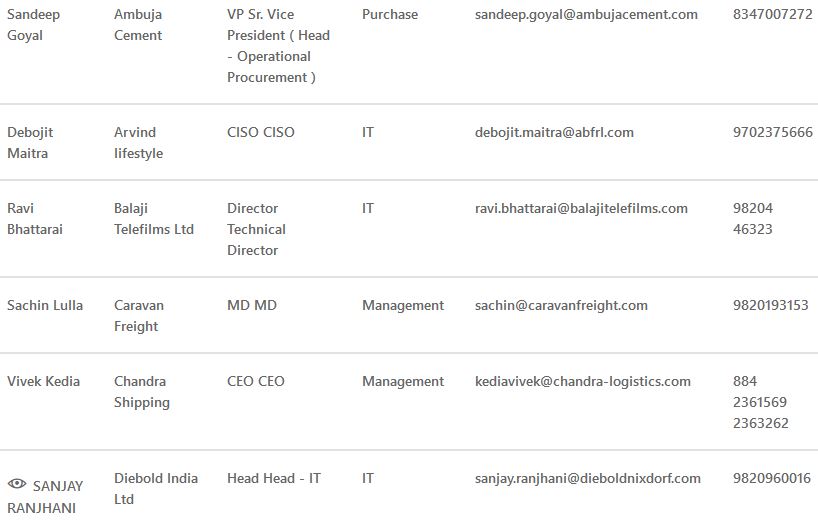 Sandeep Goyal Ambuja Cement VP Sr. Vice President ( Head - Operational Procurement ) Purchase sandeep.goyal@ambujacement.com 8347007272
Debojit Maitra Arvind lifestyle CISO CISO IT debojit.maitra@abfrl.com 9702375666
Ravi Bhattarai Balaji Telefilms Ltd Director Technical Director IT ravi.bhattarai@balajitelefilms.com 98204 46323
Sachin Lulla Caravan Freight MD MD Management sachin@caravanfreight.com 9820193153
Vivek Kedia Chandra Shipping CEO CEO Management kediavivek@chandra-logistics.com 884 2361569 2363262
SANJAY RANJHANI Diebold India Ltd Head Head - IT IT sanjay.ranjhani@dieboldnixdorf.com 9820960016